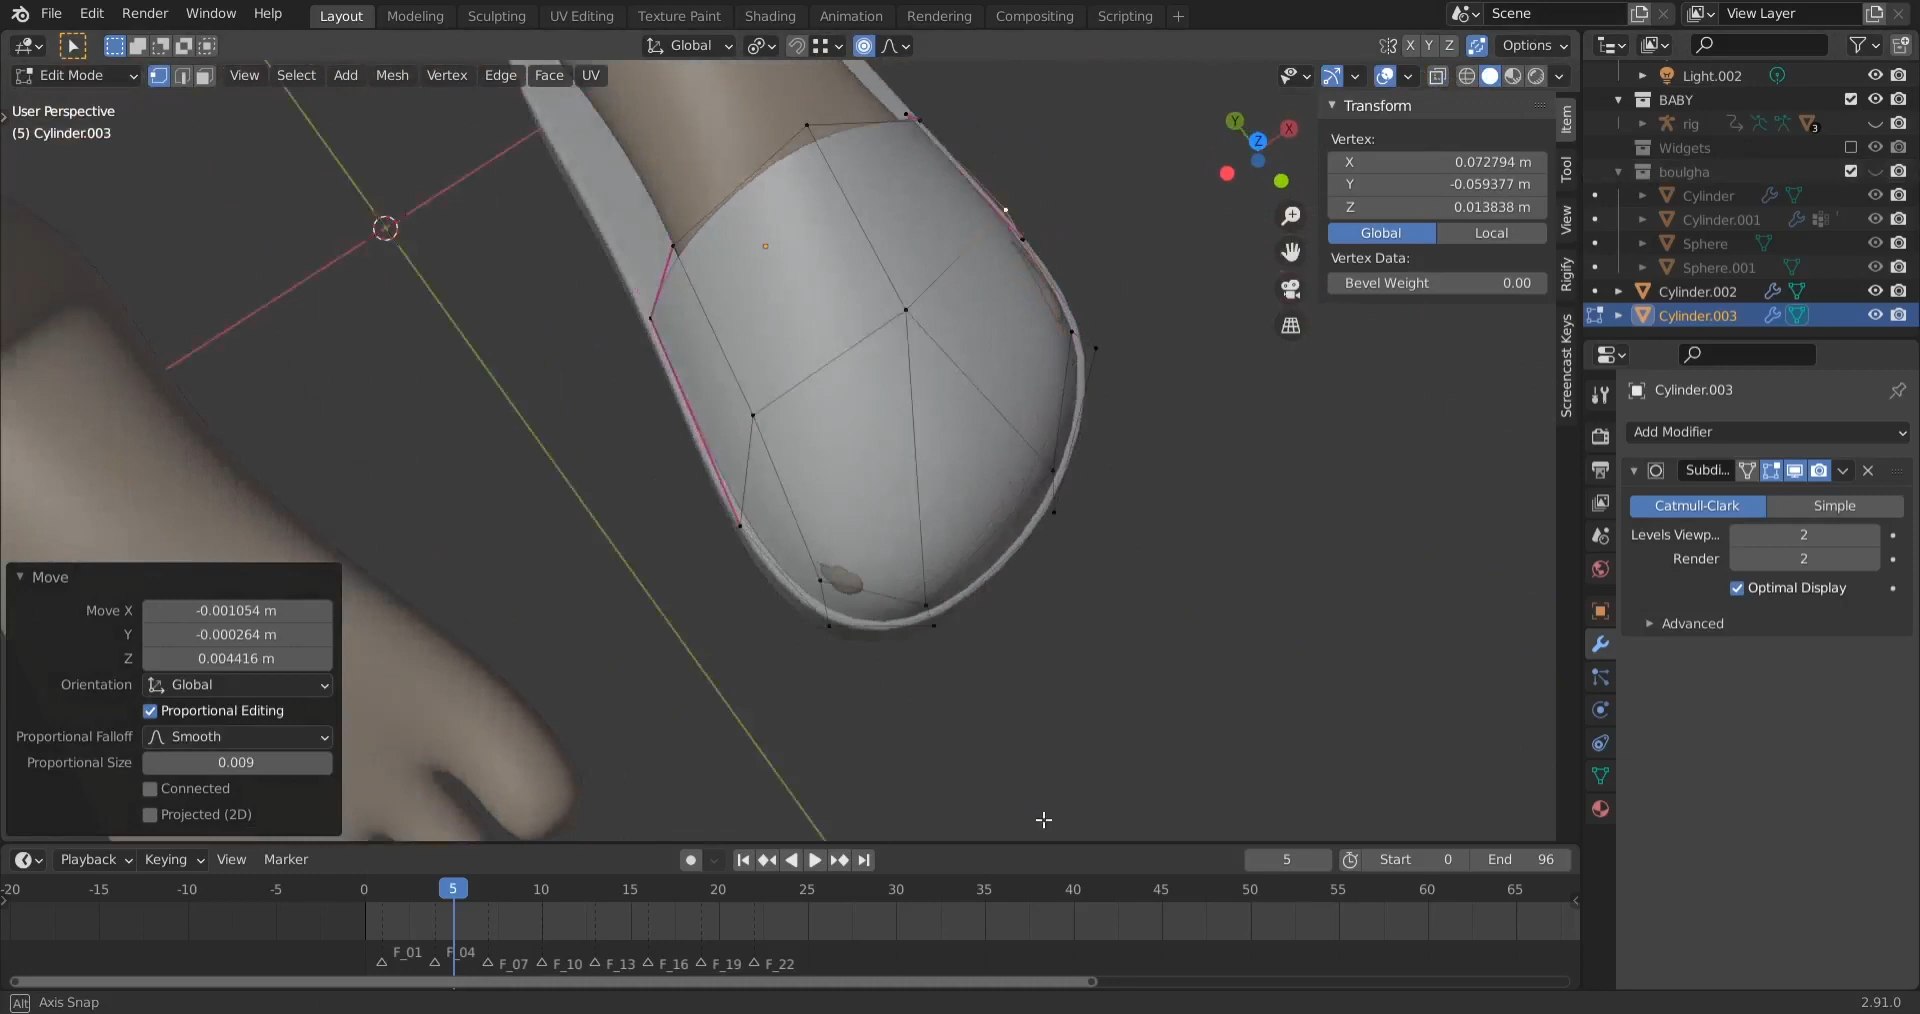 File Edit Render Window Help Layout Modeling Sculpting UV Editing Texture Paint Shading Animation Rendering Compositing Scripting + Scene View Layer
Global X Y Z Options
Edit Mode View Select Add Mesh Vertex Edge Face UV
User Perspective
(5) Cylinder.003
Y X Z
Transform
Vertex:
X 0.072794 m
Y -0.059377 m
Z 0.013838 m
Global Local
Vertex Data:
Bevel Weight 0.00
Item
Tool
View
Rigify
Screencast Keys
Light.002
BABY
rig 3
Widgets
boulgha
Cylinder
Cylinder.001
Sphere
Sphere.001
Cylinder.002
Cylinder.003
Cylinder.003
Add Modifier
Subdi...
Catmull-Clark Simple
Levels Viewp... 2
Render 2
Optimal Display
Advanced
Move
Move X -0.001054 m
Y -0.000264 m
Z 0.004416 m
Orientation Global
Proportional Editing
Proportional Falloff Smooth
Proportional Size 0.009
Connected
Projected (2D)
Playback Keying View Marker 5 Start 0 End 96
-20 -15 -10 -5 0 5 10 15 20 25 30 35 40 45 50 55 60 65
F_01 F_04 F_07 F_10 F_13 F_16 F_19 F_22
Alt Axis Snap 2.91.0